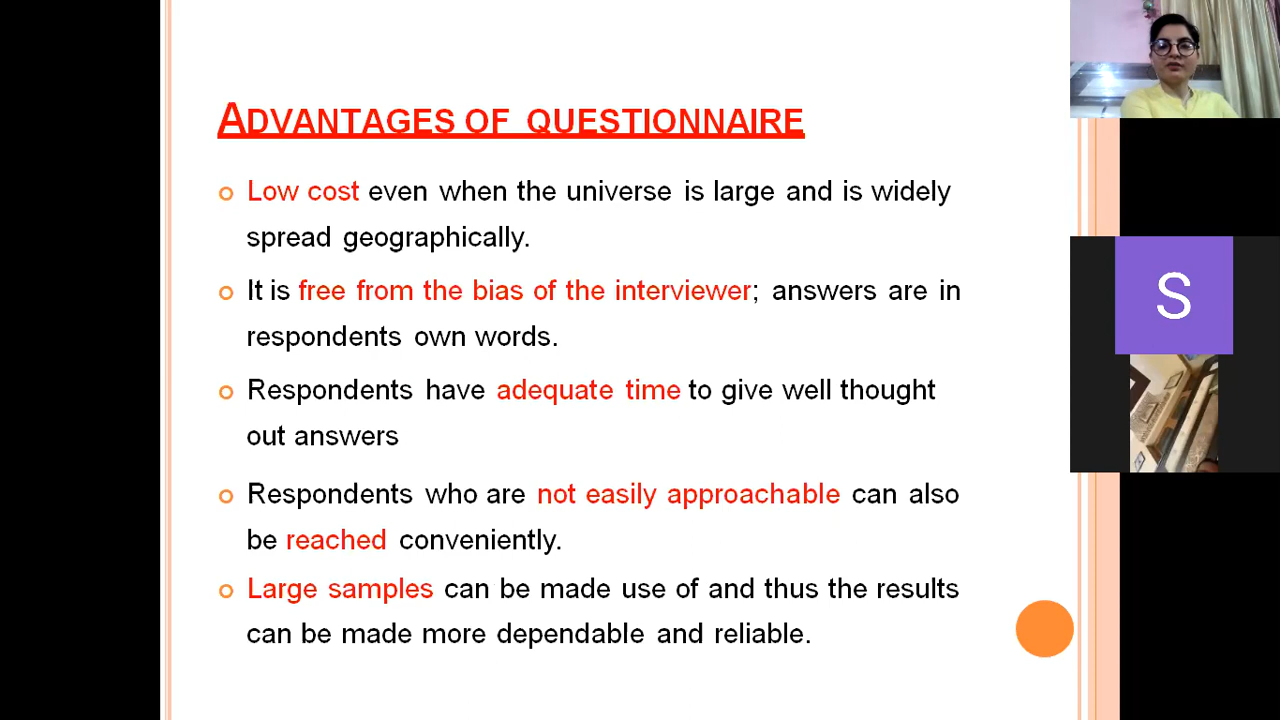 ADVANTAGES OF QUESTIONNAIRE
Low cost even when the universe is large and is widely
spread geographically.
It is free from the bias of the interviewer; answers are in
respondents own words.
Respondents have adequate time to give well thought
out answers
Respondents who are not easily approachable can also
be reached conveniently.
Large samples can be made use of and thus the results
can be made more dependable and reliable.
S